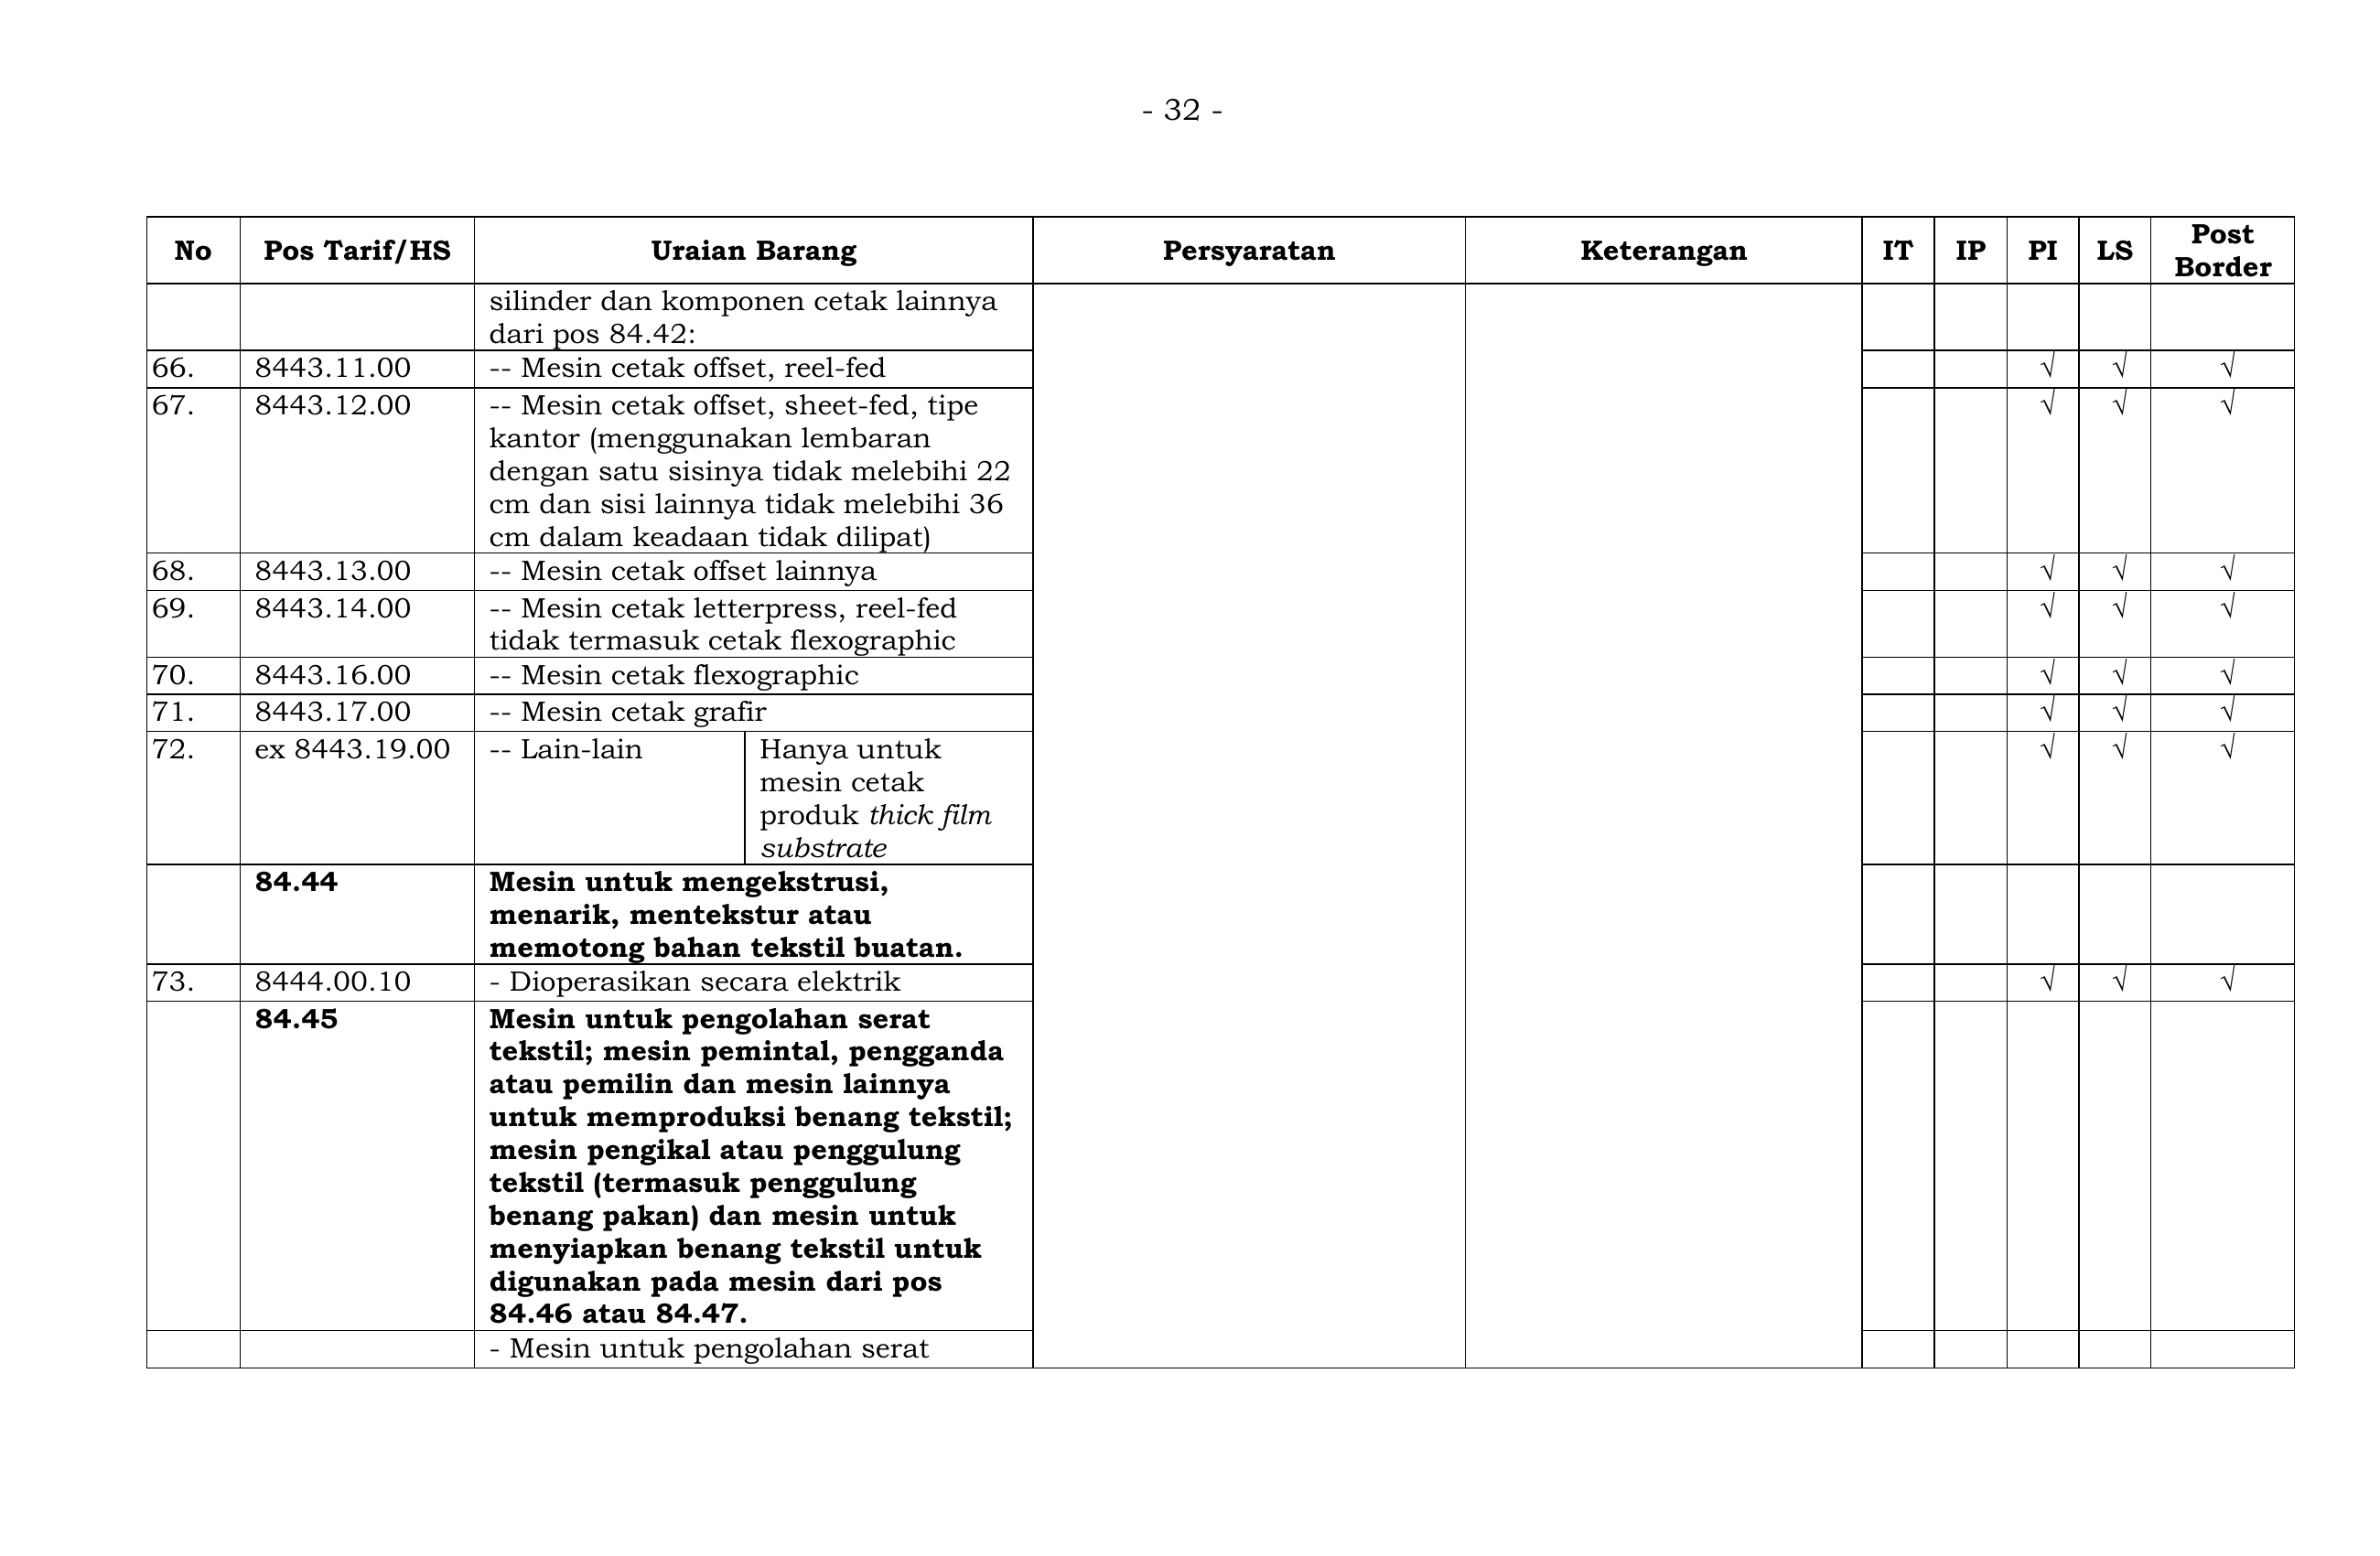 - 32 -
No Pos Tarif/HS Uraian Barang Persyaratan Keterangan IT IP PI LS Post Border
silinder dan komponen cetak lainnya
dari pos 84.42:
66. 8443.11.00 -- Mesin cetak offset, reel-fed √ √ √
67. 8443.12.00 -- Mesin cetak offset, sheet-fed, tipe √ √ √
kantor (menggunakan lembaran
dengan satu sisinya tidak melebihi 22
cm dan sisi lainnya tidak melebihi 36
cm dalam keadaan tidak dilipat)
68. 8443.13.00 -- Mesin cetak offset lainnya √ √ √
69. 8443.14.00 -- Mesin cetak letterpress, reel-fed √ √ √
tidak termasuk cetak flexographic
70. 8443.16.00 -- Mesin cetak flexographic √ √ √
71. 8443.17.00 -- Mesin cetak grafir √ √ √
72. ex 8443.19.00 -- Lain-lain Hanya untuk √ √ √
mesin cetak
produk thick film
substrate
84.44 Mesin untuk mengekstrusi,
menarik, mentekstur atau
memotong bahan tekstil buatan.
73. 8444.00.10 - Dioperasikan secara elektrik √ √ √
84.45 Mesin untuk pengolahan serat
tekstil; mesin pemintal, pengganda
atau pemilin dan mesin lainnya
untuk memproduksi benang tekstil;
mesin pengikal atau penggulung
tekstil (termasuk penggulung
benang pakan) dan mesin untuk
menyiapkan benang tekstil untuk
digunakan pada mesin dari pos
84.46 atau 84.47.
- Mesin untuk pengolahan serat